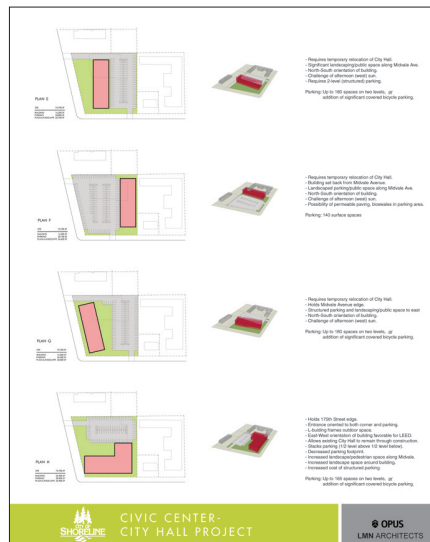 PLAN E
- Requires temporary relocation of City Hall.
- Significant landscaping/public space along Midvale Ave.
- North-South orientation of building.
- Challenge of afternoon (west) sun.
- Requires 2-level (structured) parking.
Parking: Up to 180 spaces on two levels, or
addition of significant covered bicycle parking.
PLAN F
- Requires temporary relocation of City Hall.
- Building set back from Midvale Avenue.
- Landscaped parking/public space along Midvale Ave.
- North-South orientation of building.
- Challenge of afternoon (west) sun.
- Possibility of permeable paving, bioswales in parking area.
Parking: 140 surface spaces
PLAN G
- Requires temporary relocation of City Hall.
- Holds Midvale Avenue edge.
- Structured parking and landscaping/public space to east
- North-South orientation of building.
- Challenge of afternoon (west) sun.
Parking: Up to 180 spaces on two levels, or
addition of significant covered bicycle parking.
PLAN H
- Holds 175th Street edge.
- Entrance oriented to both corner and parking.
- L-building frames outdoor space.
- East-West orientation of building favorable for LEED.
- Allows existing City Hall to remain through construction.
- Stacks parking (1/2 level above 1/2 level below).
- Decreased parking footprint.
- Increased landscape/pedestrian space along Midvale.
- Increased landscape space around building.
- Increased cost of structured parking.
Parking: Up to 165 spaces on two levels, or
addition of significant covered bicycle parking.
CITY OF
SHORELINE
CIVIC CENTER-
CITY HALL PROJECT
OPUS
LMN ARCHITECTS